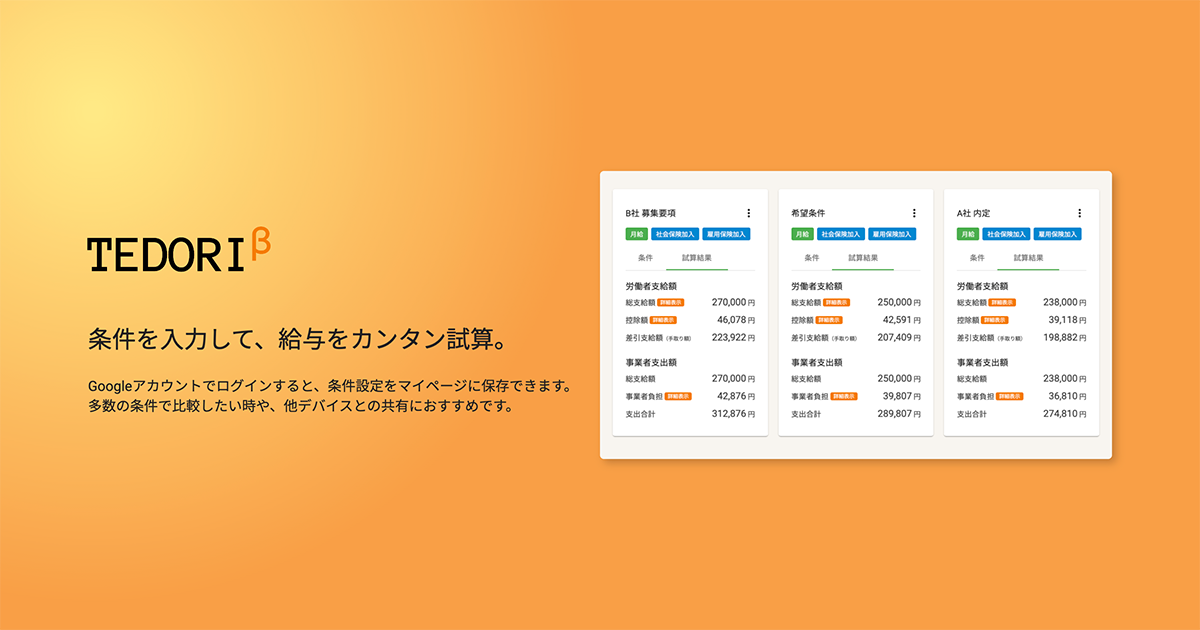 TEDORI β
条件を入力して、給与をカンタン試算。
Googleアカウントでログインすると、条件設定をマイページに保存できます。
多数の条件で比較したい時や、他デバイスとの共有におすすめです。
B社 募集要項
月給 社会保険加入 雇用保険加入
条件 試算結果
労働者支給額
総支給額 詳細表示 270,000 円
控除額 詳細表示 46,078 円
差引支給額 (手取り額) 223,922 円
事業者支出額
総支給額 270,000 円
事業者負担 詳細表示 42,876 円
支出合計 312,876 円
希望条件
月給 社会保険加入 雇用保険加入
条件 試算結果
労働者支給額
総支給額 詳細表示 250,000 円
控除額 詳細表示 42,591 円
差引支給額 (手取り額) 207,409 円
事業者支出額
総支給額 250,000 円
事業者負担 詳細表示 39,807 円
支出合計 289,807 円
A社 内定
月給 社会保険加入 雇用保険加入
条件 試算結果
労働者支給額
総支給額 詳細表示 238,000 円
控除額 詳細表示 39,118 円
差引支給額 (手取り額) 198,882 円
事業者支出額
総支給額 238,000 円
事業者負担 詳細表示 36,810 円
支出合計 274,810 円